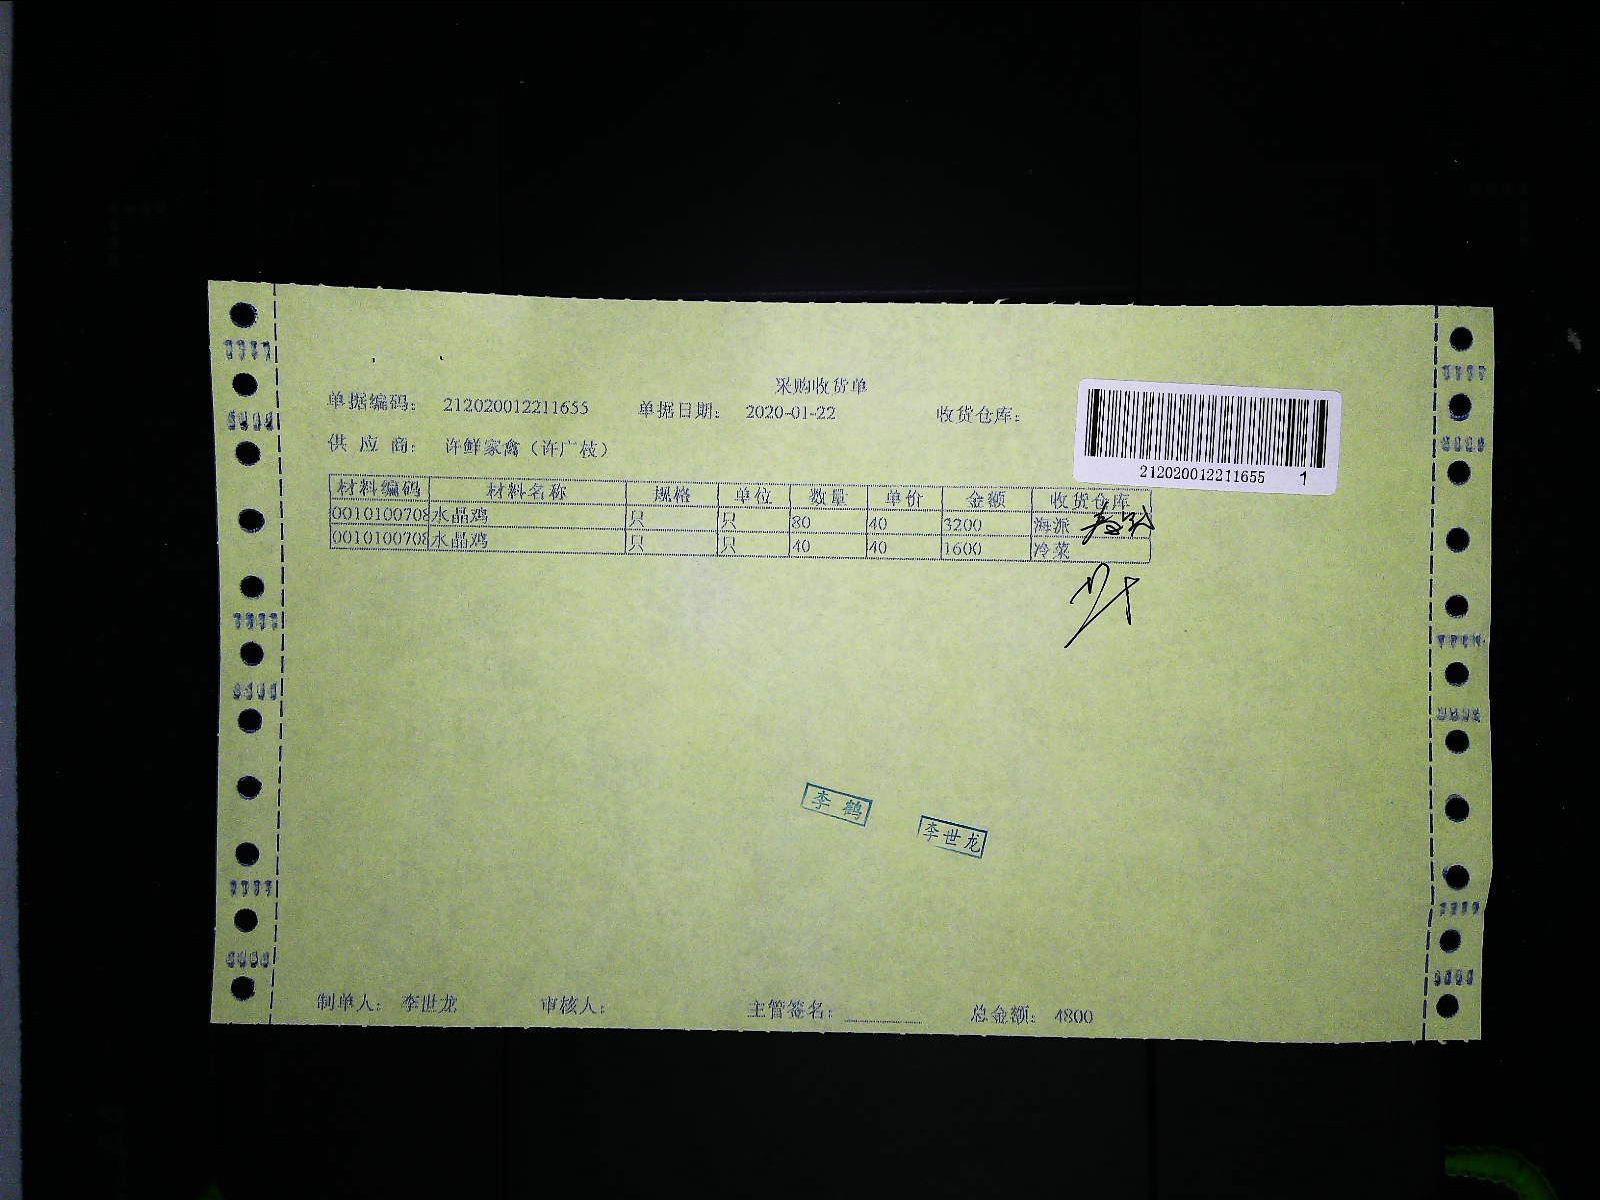 采购收货单
单据编码： 212020012211655 单据日期： 2020-01-22 收货仓库：
212020012211655 1
供 应 商： 许鲜家禽（许广枝）
材料编码 材料名称 规格 单位 数量 单价 金额 收货仓库
0010100708 水晶鸡 只 只 80 40 3200 海派
0010100708 水晶鸡 只 只 40 40 1600 冷菜
李 鹤
李世龙
制单人： 李世龙 审核人： 主管签名： 总金额： 4800